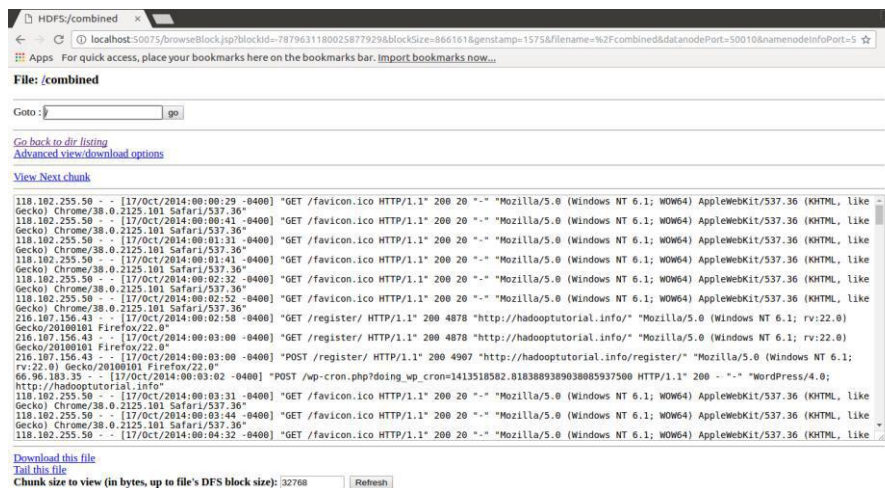 HDFS:/combined
localhost:50075/browseBlock.jsp?blockId=-7879631180025877929&blockSize=866161&genstamp=1575&filename=%2Fcombined&datanodePort=50010&namenodeInfoPort=5
Apps For quick access, place your bookmarks here on the bookmarks bar. Import bookmarks now...
File: /combined
Goto : / go
Go back to dir listing
Advanced view/download options
View Next chunk
118.102.255.50 - - [17/Oct/2014:00:00:29 -0400] "GET /favicon.ico HTTP/1.1" 200 20 "-" "Mozilla/5.0 (Windows NT 6.1; WOW64) AppleWebKit/537.36 (KHTML, like
Gecko) Chrome/38.0.2125.101 Safari/537.36"
118.102.255.50 - - [17/Oct/2014:00:00:41 -0400] "GET /favicon.ico HTTP/1.1" 200 20 "-" "Mozilla/5.0 (Windows NT 6.1; WOW64) AppleWebKit/537.36 (KHTML, like
Gecko) Chrome/38.0.2125.101 Safari/537.36"
118.102.255.50 - - [17/Oct/2014:00:01:31 -0400] "GET /favicon.ico HTTP/1.1" 200 20 "-" "Mozilla/5.0 (Windows NT 6.1; WOW64) AppleWebKit/537.36 (KHTML, like
Gecko) Chrome/38.0.2125.101 Safari/537.36"
118.102.255.50 - - [17/Oct/2014:00:01:41 -0400] "GET /favicon.ico HTTP/1.1" 200 20 "-" "Mozilla/5.0 (Windows NT 6.1; WOW64) AppleWebKit/537.36 (KHTML, like
Gecko) Chrome/38.0.2125.101 Safari/537.36"
118.102.255.50 - - [17/Oct/2014:00:02:32 -0400] "GET /favicon.ico HTTP/1.1" 200 20 "-" "Mozilla/5.0 (Windows NT 6.1; WOW64) AppleWebKit/537.36 (KHTML, like
Gecko) Chrome/38.0.2125.101 Safari/537.36"
118.102.255.50 - - [17/Oct/2014:00:02:52 -0400] "GET /favicon.ico HTTP/1.1" 200 20 "-" "Mozilla/5.0 (Windows NT 6.1; WOW64) AppleWebKit/537.36 (KHTML, like
Gecko) Chrome/38.0.2125.101 Safari/537.36"
216.107.156.43 - - [17/Oct/2014:00:02:58 -0400] "GET /register/ HTTP/1.1" 200 4878 "http://hadooptutorial.info/" "Mozilla/5.0 (Windows NT 6.1; rv:22.0)
Gecko/20100101 Firefox/22.0"
216.107.156.43 - - [17/Oct/2014:00:03:00 -0400] "GET /register/ HTTP/1.1" 200 4878 "http://hadooptutorial.info/" "Mozilla/5.0 (Windows NT 6.1; rv:22.0)
Gecko/20100101 Firefox/22.0"
216.107.156.43 - - [17/Oct/2014:00:03:00 -0400] "POST /register/ HTTP/1.1" 200 4907 "http://hadooptutorial.info/register/" "Mozilla/5.0 (Windows NT 6.1;
rv:22.0) Gecko/20100101 Firefox/22.0"
66.96.183.35 - - [17/Oct/2014:00:03:02 -0400] "POST /wp-cron.php?doing_wp_cron=1413518582.8183889389038085937500 HTTP/1.1" 200 - "-" "WordPress/4.0;
http://hadooptutorial.info"
118.102.255.50 - - [17/Oct/2014:00:03:31 -0400] "GET /favicon.ico HTTP/1.1" 200 20 "-" "Mozilla/5.0 (Windows NT 6.1; WOW64) AppleWebKit/537.36 (KHTML, like
Gecko) Chrome/38.0.2125.101 Safari/537.36"
118.102.255.50 - - [17/Oct/2014:00:03:44 -0400] "GET /favicon.ico HTTP/1.1" 200 20 "-" "Mozilla/5.0 (Windows NT 6.1; WOW64) AppleWebKit/537.36 (KHTML, like
Gecko) Chrome/38.0.2125.101 Safari/537.36"
118.102.255.50 - - [17/Oct/2014:00:04:32 -0400] "GET /favicon.ico HTTP/1.1" 200 20 "-" "Mozilla/5.0 (Windows NT 6.1; WOW64) AppleWebKit/537.36 (KHTML, like
Download this file
Tail this file
Chunk size to view (in bytes, up to file's DFS block size): 32768 Refresh